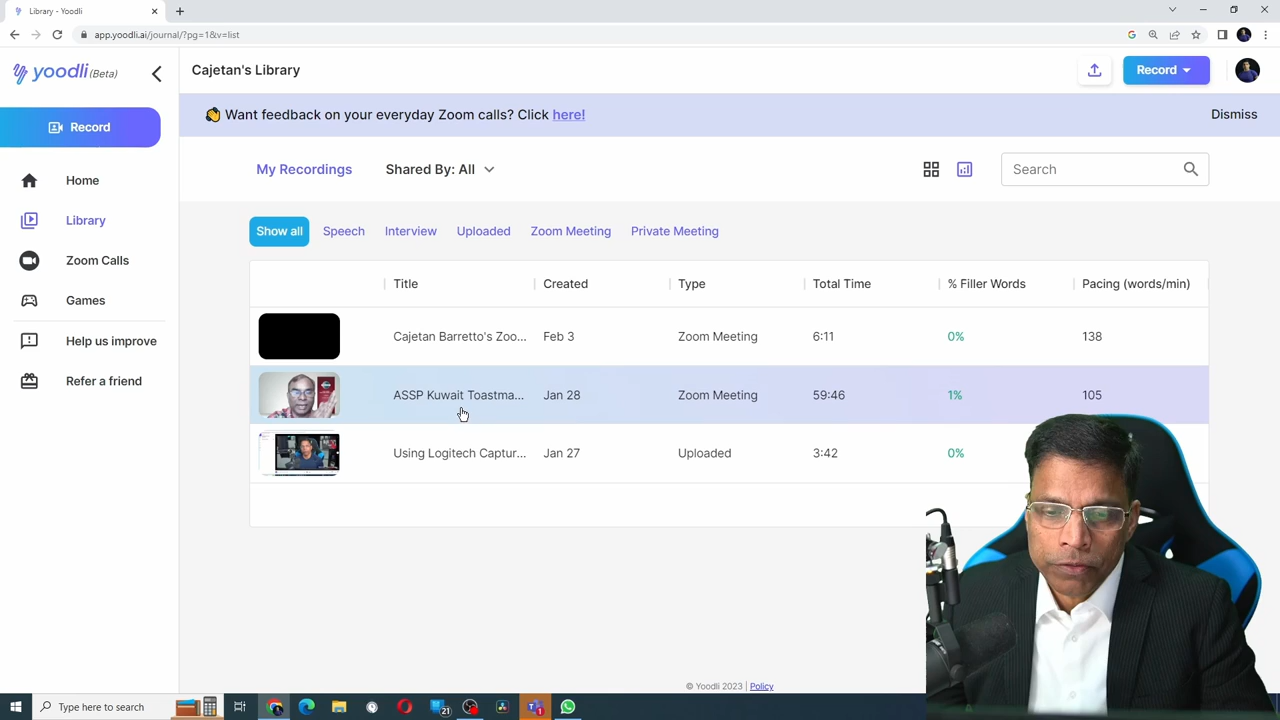 Library - Yoodli
app.yoodli.ai/journal/?pg=1&v=list
yoodli (Beta)
Cajetan's Library
Record
Record
👏 Want feedback on your everyday Zoom calls? Click here!
Dismiss
Home
Library
Zoom Calls
Games
Help us improve
Refer a friend
My Recordings
Shared By: All
Search
Show all
Speech
Interview
Uploaded
Zoom Meeting
Private Meeting
Title Created Type Total Time % Filler Words Pacing (words/min)
Cajetan Barretto's Zoo... Feb 3 Zoom Meeting 6:11 0% 138
ASSP Kuwait Toastma... Jan 28 Zoom Meeting 59:46 1% 105
Using Logitech Captur... Jan 27 Uploaded 3:42 0%
© Yoodli 2023 | Policy
Type here to search
21
1